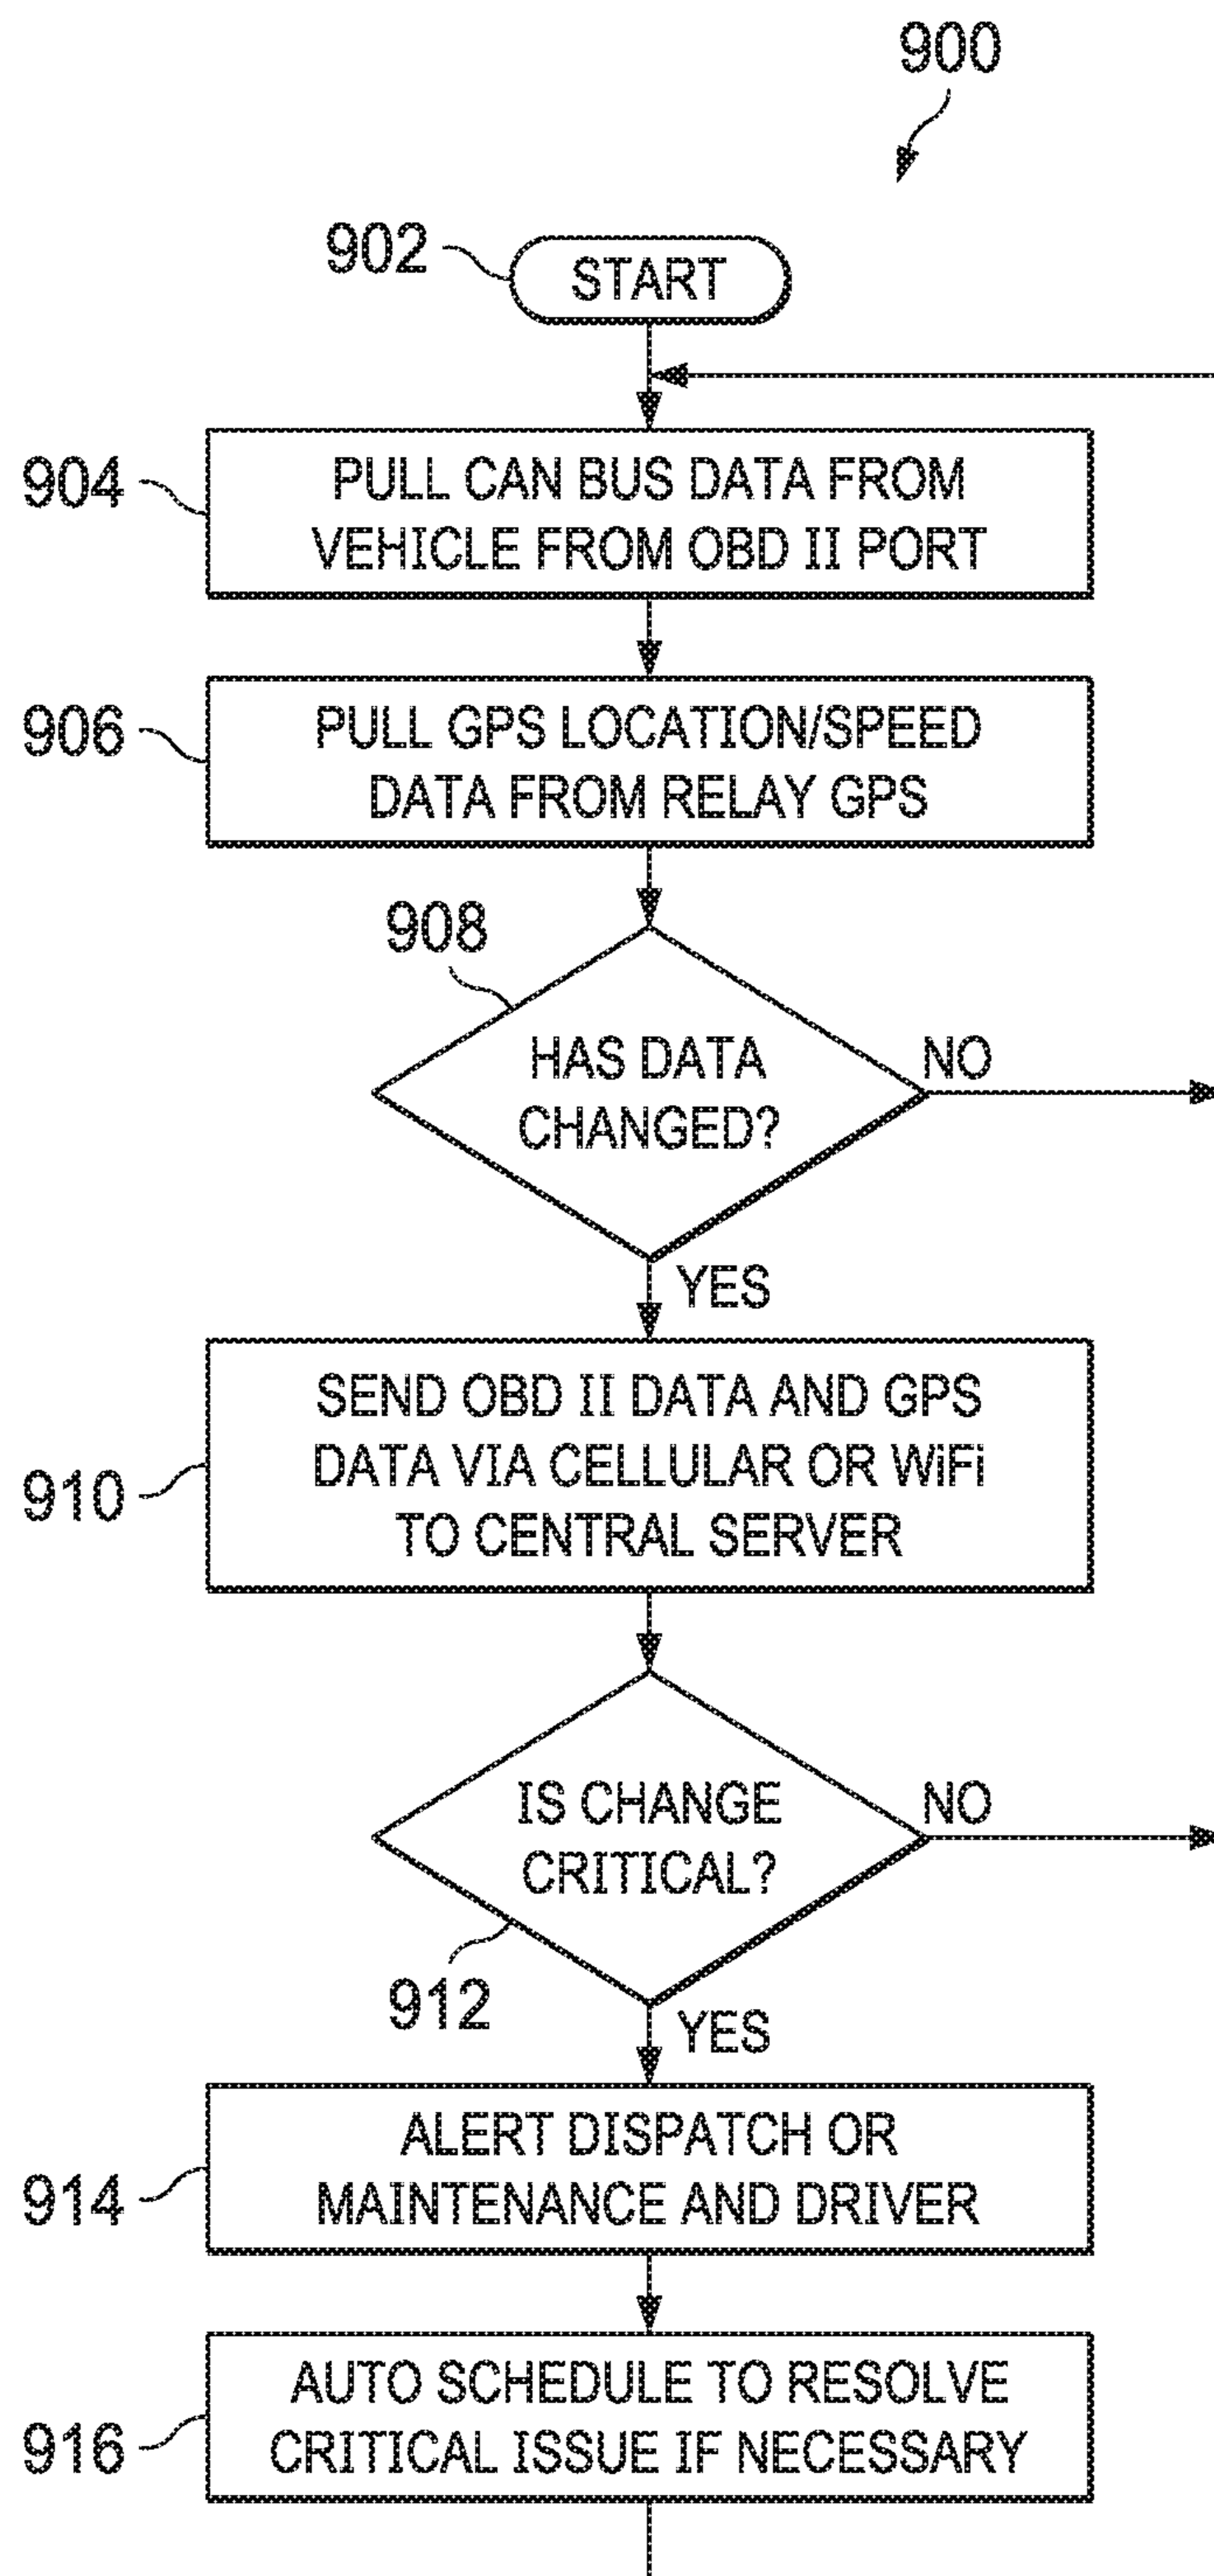 900
902
START
904
PULL CAN BUS DATA FROM
VEHICLE FROM OBD II PORT
906
PULL GPS LOCATION/SPEED
DATA FROM RELAY GPS
908
HAS DATA
CHANGED?
NO
YES
910
SEND OBD II DATA AND GPS
DATA VIA CELLULAR OR WiFi
TO CENTRAL SERVER
IS CHANGE
CRITICAL?
NO
912
YES
914
ALERT DISPATCH OR
MAINTENANCE AND DRIVER
916
AUTO SCHEDULE TO RESOLVE
CRITICAL ISSUE IF NECESSARY